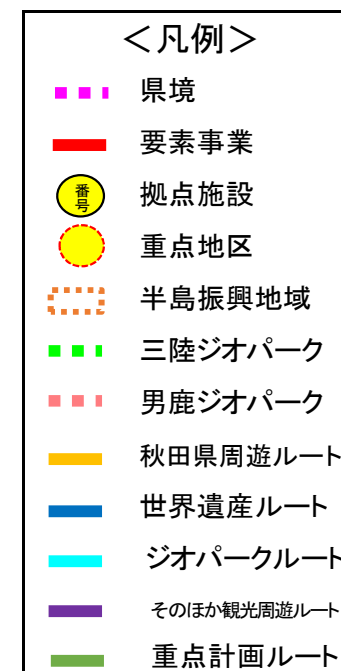 ＜凡例＞
県境
要素事業
番号
拠点施設
重点地区
半島振興地域
三陸ジオパーク
男鹿ジオパーク
秋田県周遊ルート
世界遺産ルート
ジオパークルート
そのほか観光周遊ルート
重点計画ルート